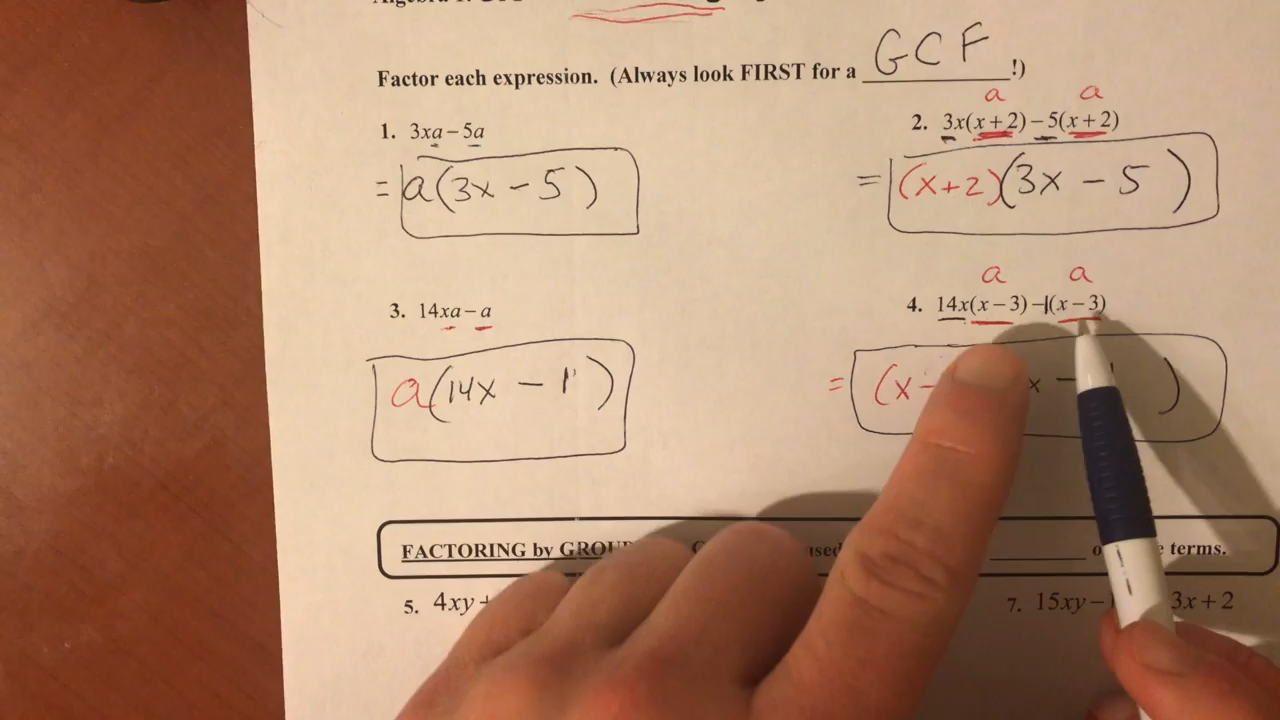 Factor each expression. (Always look FIRST for a GCF !)
a a
1. 3xa – 5a
2. 3x(x + 2) – 5(x + 2)
= a(3x – 5)
= (x+2)(3x – 5)
a a
3. 14xa – a
4. 14x(x – 3) –1(x – 3)
a(14x – 1)
= (x– x – )
FACTORING by
terms.
5. 4xy+
7. 15xy– 3x + 2